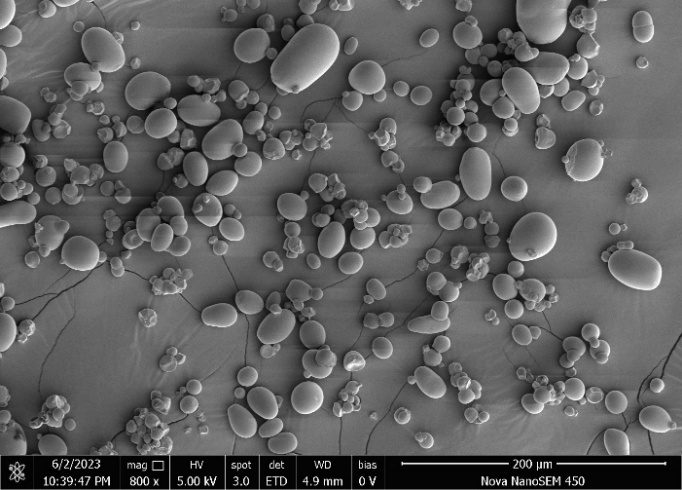 6/2/2023 mag HV spot det WD bias 200 µm
10:39:47 PM 800 x 5.00 kV 3.0 ETD 4.9 mm 0 V Nova NanoSEM 450